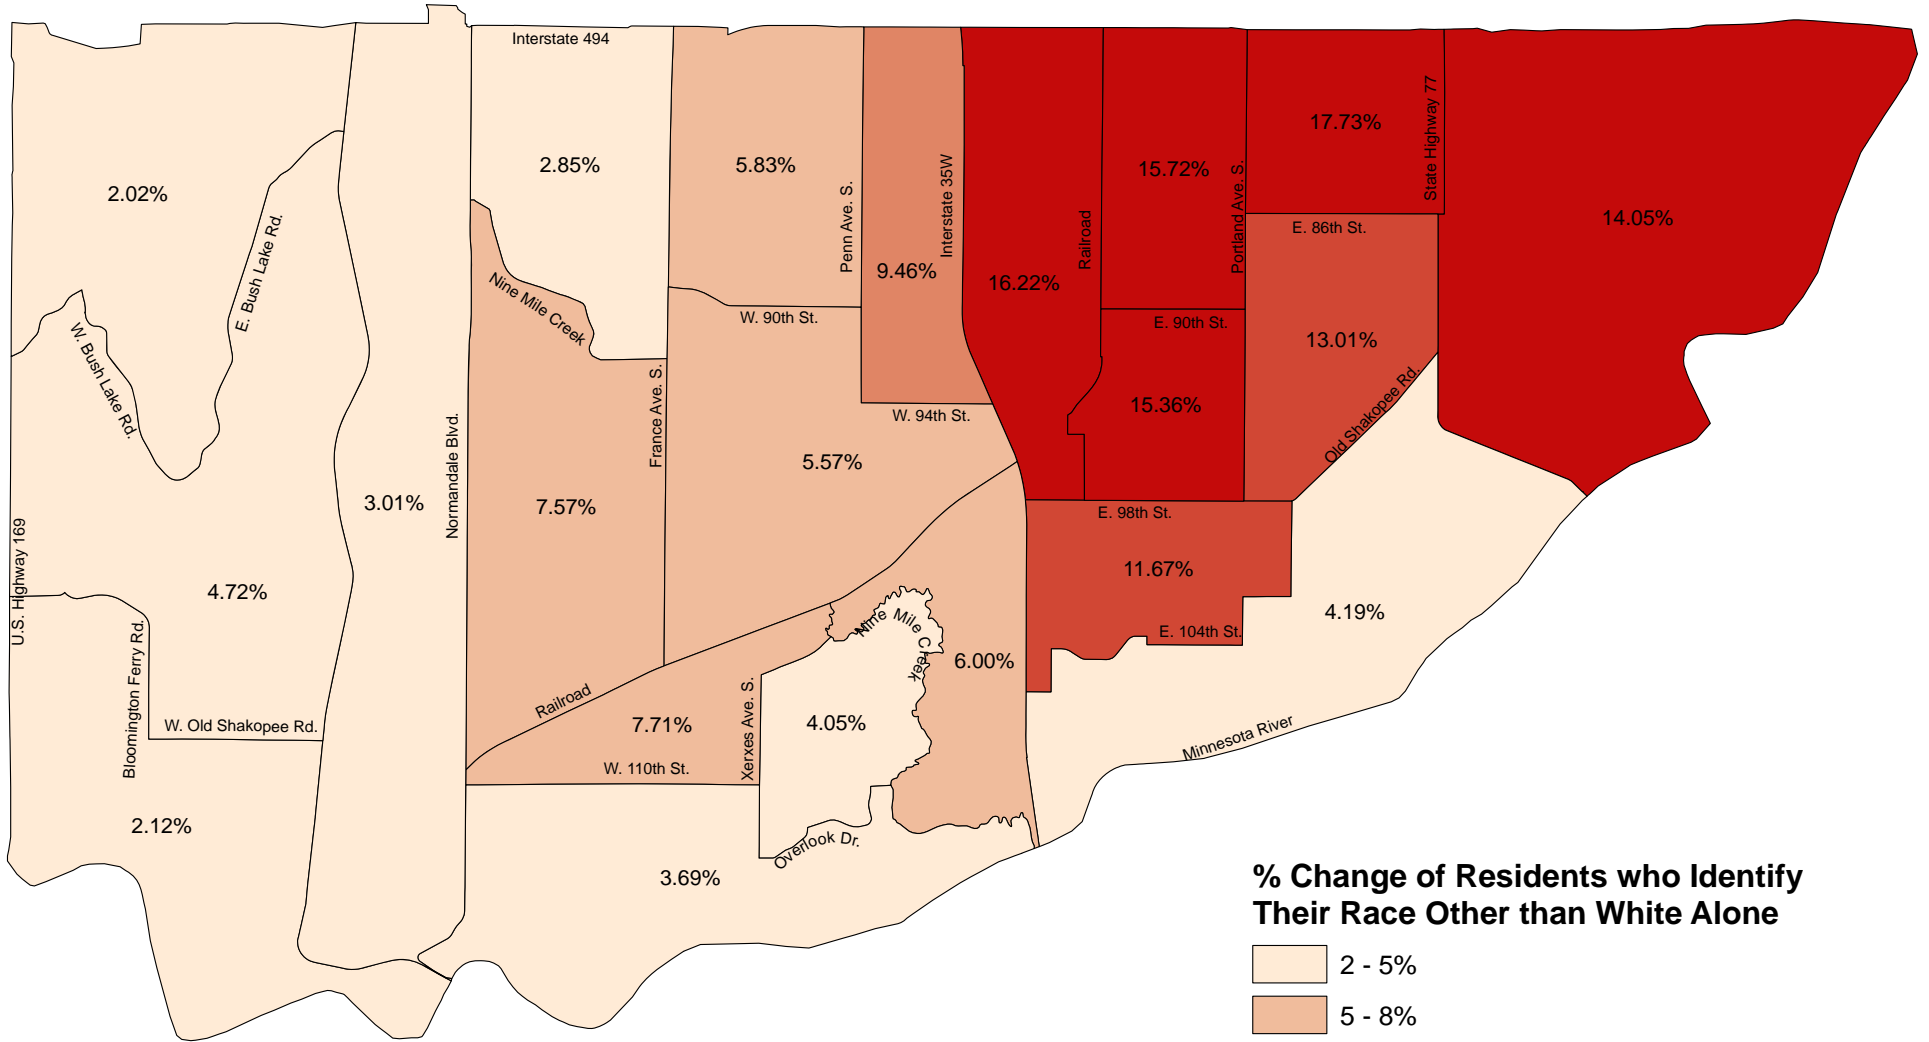 Interstate 494
2.02%
2.85%
5.83%
9.46%
16.22%
15.72%
17.73%
14.05%
Penn Ave. S.
Interstate 35W
Railroad
Portland Ave. S.
State Highway 77
E. Bush Lake Rd.
W. Bush Lake Rd.
Nine Mile Creek
W. 90th St.
E. 90th St.
E. 86th St.
13.01%
France Ave. S.
Normandale Blvd.
W. 94th St.
15.36%
Old Shakopee Rd.
3.01%
7.57%
5.57%
E. 98th St.
11.67%
U.S. Highway 169
4.72%
4.19%
E. 104th St.
Nine Mile Creek
6.00%
Bloomington Ferry Rd.
W. Old Shakopee Rd.
Railroad
7.71%
Xerxes Ave. S.
4.05%
W. 110th St.
Minnesota River
2.12%
Overlook Dr.
3.69%
% Change of Residents who Identify
Their Race Other than White Alone
2 - 5%
5 - 8%